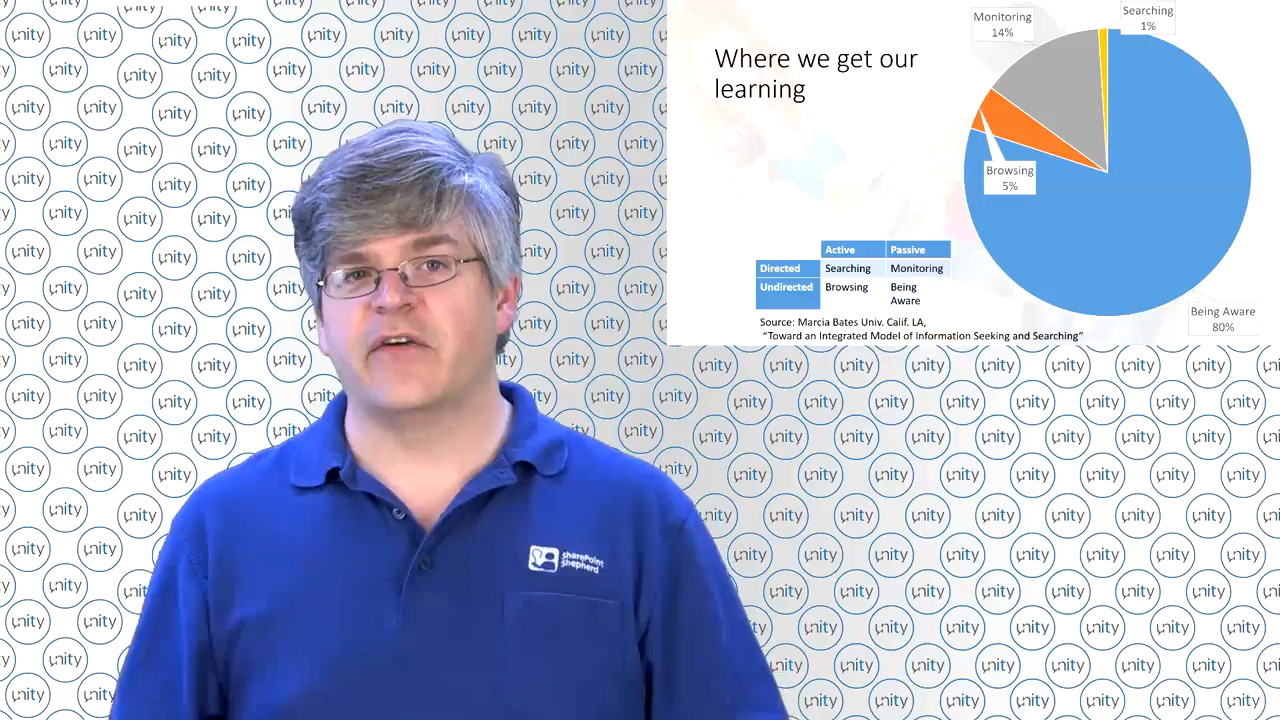 Where we get our
learning
Monitoring
14%
Searching
1%
Browsing
5%
Being Aware
80%
Active Passive
Directed Searching Monitoring
Undirected Browsing Being
Aware
Source: Marcia Bates Univ. Calif. LA,
"Toward an Integrated Model of Information Seeking and Searching"
SharePoint
Shepherd
unity